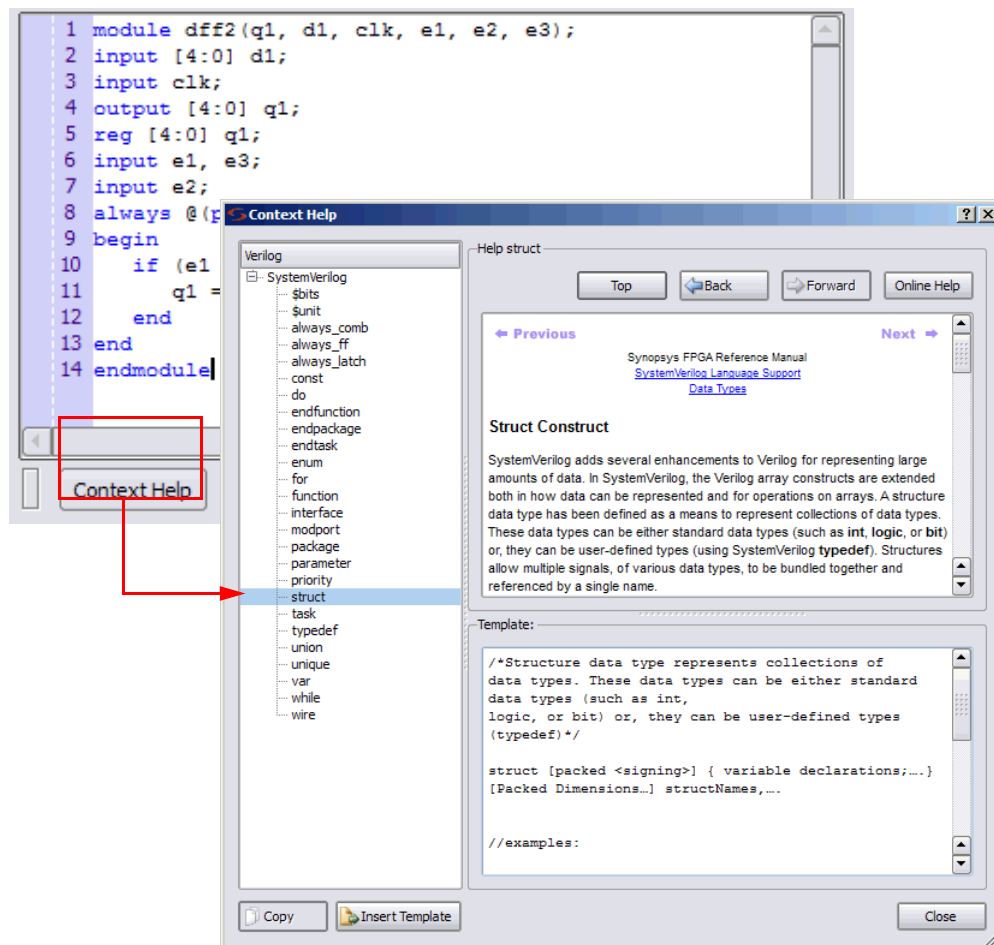 1 module dff2(q1, d1, clk, e1, e2, e3);
2 input [4:0] d1;
3 input clk;
4 output [4:0] q1;
5 reg [4:0] q1;
6 input e1, e3;
7 input e2;
8 always @(p
9 begin
10 if (e1
11 q1 =
12 end
13 end
14 endmodule
Context Help
Context Help
Verilog
SystemVerilog
$bits
$unit
always_comb
always_ff
always_latch
const
do
endfunction
endpackage
endtask
enum
for
function
interface
modport
package
parameter
priority
struct
task
typedef
union
unique
var
while
wire
Help struct
Top Back Forward Online Help
Previous Next
Synopsys FPGA Reference Manual
SystemVerilog Language Support
Data Types
Struct Construct
SystemVerilog adds several enhancements to Verilog for representing large
amounts of data. In SystemVerilog, the Verilog array constructs are extended
both in how data can be represented and for operations on arrays. A structure
data type has been defined as a means to represent collections of data types.
These data types can be either standard data types (such as int, logic, or bit)
or, they can be user-defined types (using SystemVerilog typedef). Structures
allow multiple signals, of various data types, to be bundled together and
referenced by a single name.
Template:
/*Structure data type represents collections of
data types. These data types can be either standard
data types (such as int,
logic, or bit) or, they can be user-defined types
(typedef)*/
struct [packed <signing>] { variable declarations;….}
[Packed Dimensions…] structNames,….
//examples:
Copy Insert Template Close